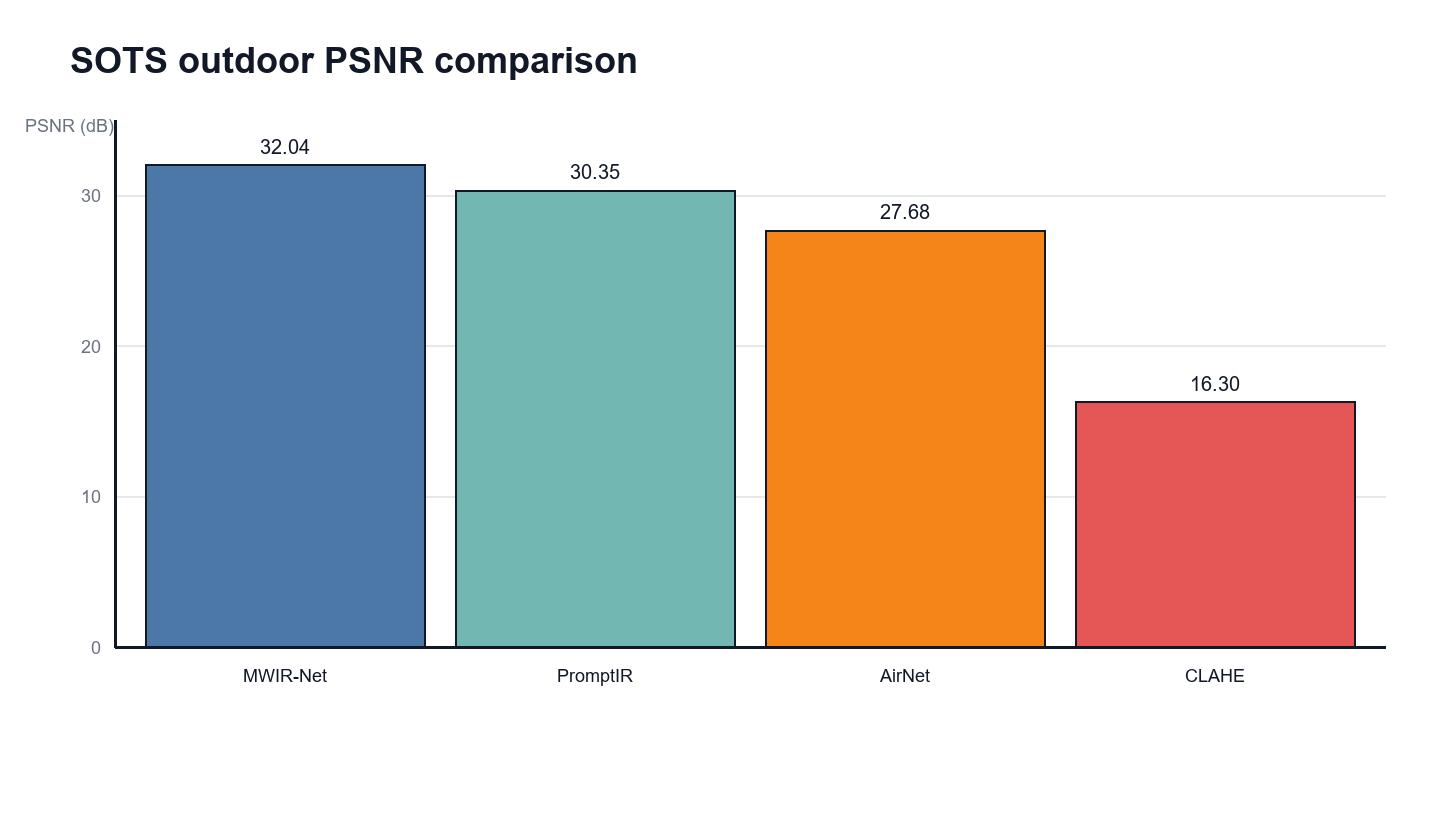 SOTS outdoor PSNR comparison
PSNR (dB)
32.04
30.35
27.68
16.30
30
20
10
0
MWIR-Net
PromptIR
AirNet
CLAHE